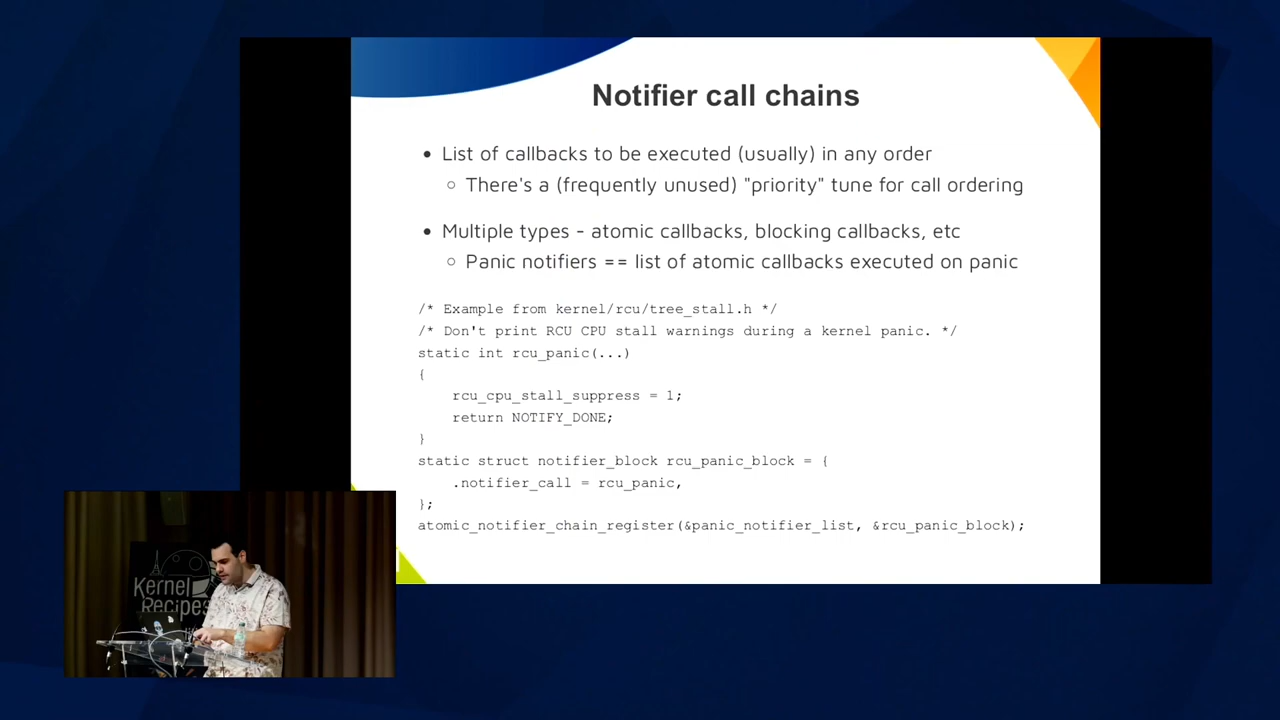 Notifier call chains
• List of callbacks to be executed (usually) in any order
○ There's a (frequently unused) "priority" tune for call ordering
• Multiple types - atomic callbacks, blocking callbacks, etc
○ Panic notifiers == list of atomic callbacks executed on panic
/* Example from kernel/rcu/tree_stall.h */
/* Don't print RCU CPU stall warnings during a kernel panic. */
static int rcu_panic(...)
{
rcu_cpu_stall_suppress = 1;
return NOTIFY_DONE;
}
static struct notifier_block rcu_panic_block = {
.notifier_call = rcu_panic,
};
atomic_notifier_chain_register(&panic_notifier_list, &rcu_panic_block);
Kernel
Recipes